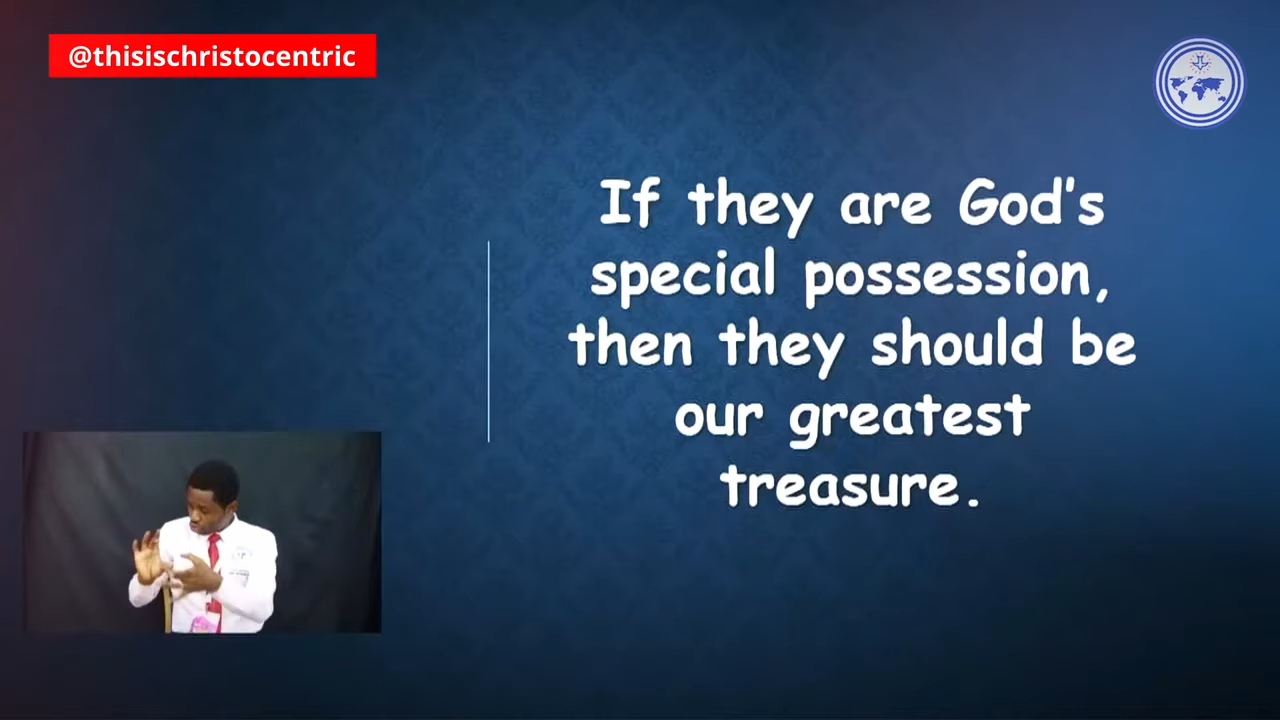 @thisischristocentric
If they are God's
special possession,
then they should be
our greatest
treasure.